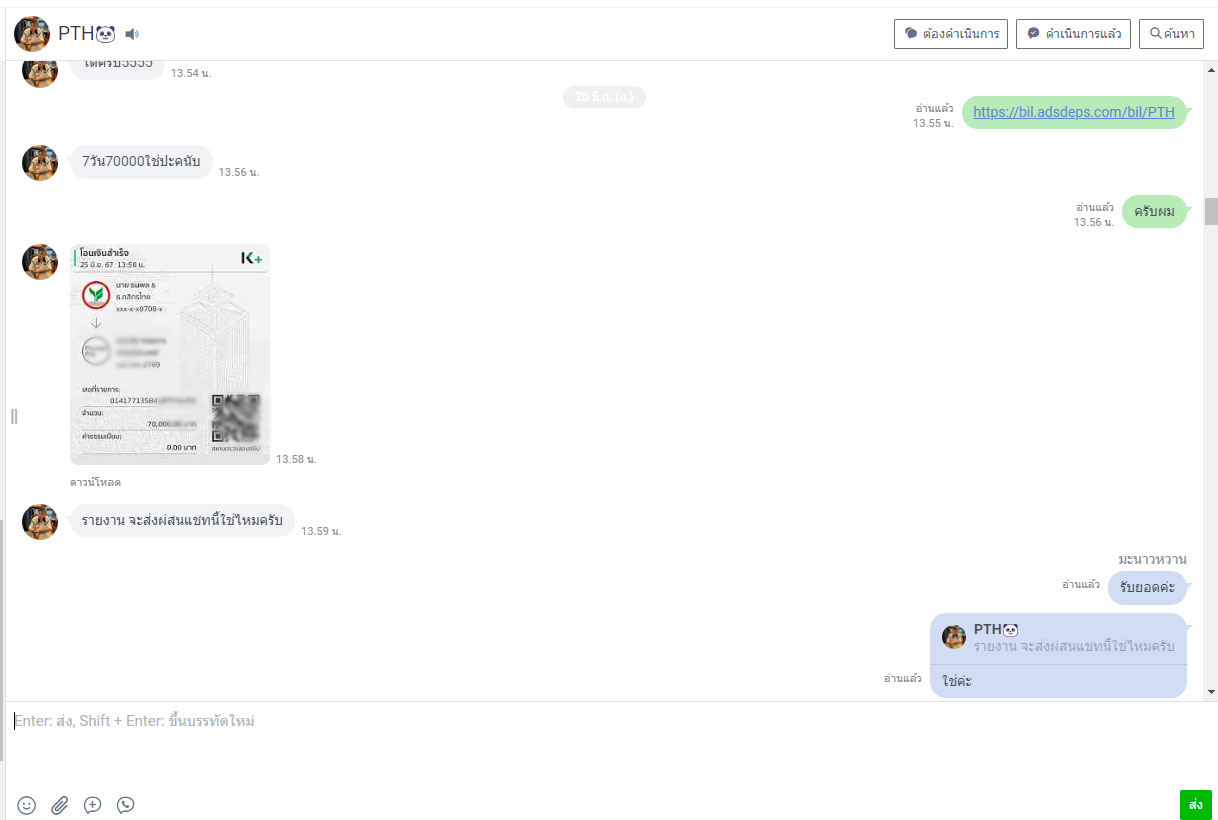 PTH🐼
ต้องดำเนินการ
ดำเนินการแล้ว
ค้นหา
ได้ครับ5555
13.54 น.
25 มิ.ย. (อ.)
อ่านแล้ว
13.55 น.
https://bil.adsdeps.com/bil/PTH
7วัน70000ใช่ปะคนับ
13.56 น.
อ่านแล้ว
13.56 น.
ครับผม
โอนเงินสำเร็จ
25 มิ.ย. 67 13:58 น.
K+
นาย ธนพล ธ
ธ.กสิกรไทย
xxx-x-x0708-x
2769
เลขที่รายการ:
01417713584
จำนวน:
70,000.00 บาท
ค่าธรรมเนียม:
0.00 บาท
สแกนตรวจสอบสลิป
13.58 น.
ดาวน์โหลด
รายงาน จะส่งผ่สนแชทนี้ใช่ไหมครับ
13.59 น.
มะนาวหวาน
อ่านแล้ว
รับยอดค่ะ
PTH🐼
รายงาน จะส่งผ่สนแชทนี้ใช่ไหมครับ
อ่านแล้ว
ใช่ค่ะ
Enter: ส่ง, Shift + Enter: ขึ้นบรรทัดใหม่
ส่ง